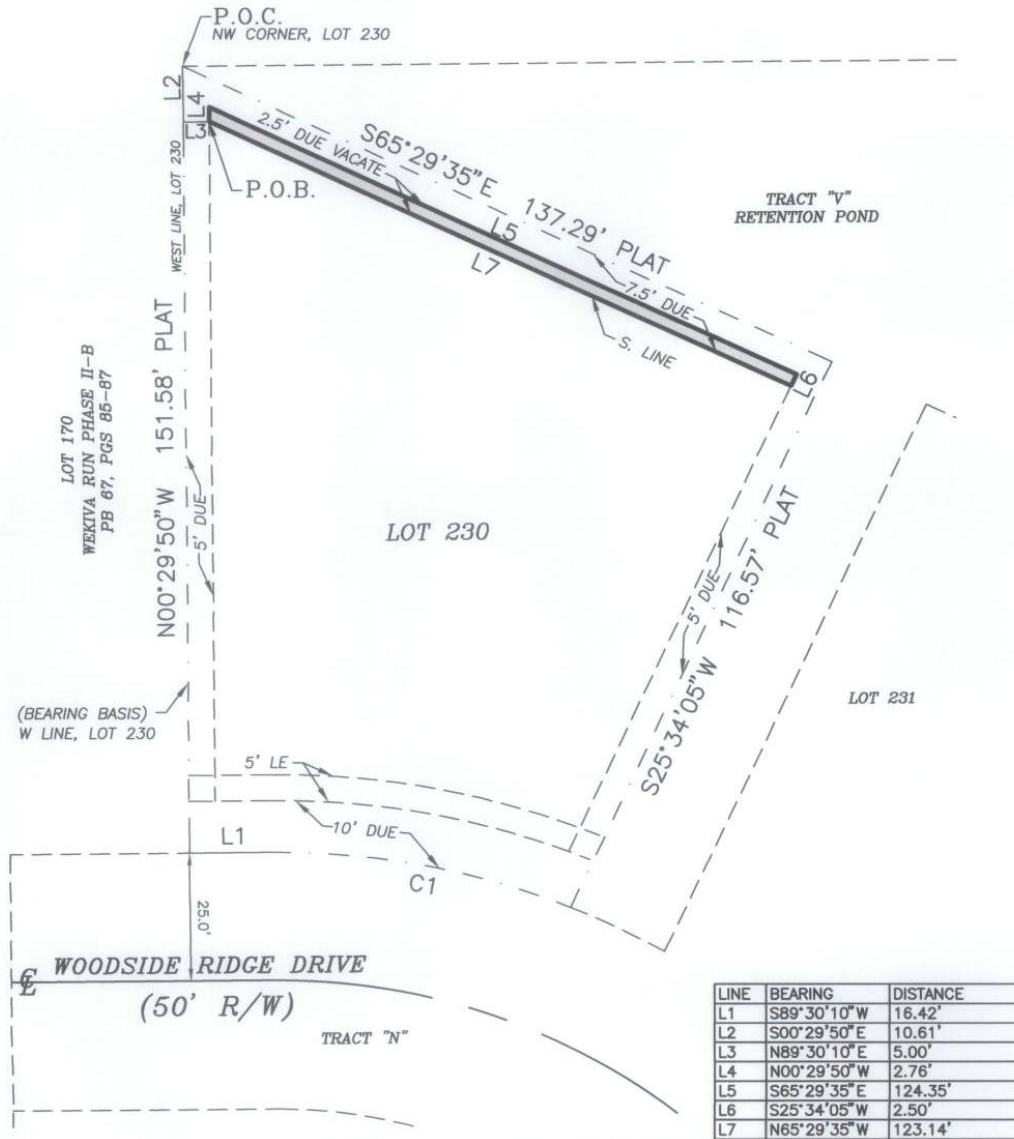 P.O.C.
NW CORNER, LOT 230
L2
L4
L3
2.5' DUE VACATE
S65°29'35"E
137.29' PLAT
P.O.B.
WEST LINE, LOT 230
TRACT "V"
RETENTION POND
L5
L7
7.5' DUE
S. LINE
L6
LOT 170
WEKIVA RUN PHASE II-B
PB 67, PGS 85-87
N00°29'50"W 151.58' PLAT
5' DUE
LOT 230
5' DUE
S25°34'05"W 116.57' PLAT
LOT 231
(BEARING BASIS)
W LINE, LOT 230
5' LE
10' DUE
L1
C1
25.0'
℄ WOODSIDE RIDGE DRIVE
(50' R/W)
TRACT "N"
LINE BEARING DISTANCE
L1 S89°30'10"W 16.42'
L2 S00°29'50"E 10.61'
L3 N89°30'10"E 5.00'
L4 N00°29'50"W 2.76'
L5 S65°29'35"E 124.35'
L6 S25°34'05"W 2.50'
L7 N65°29'35"W 123.14'